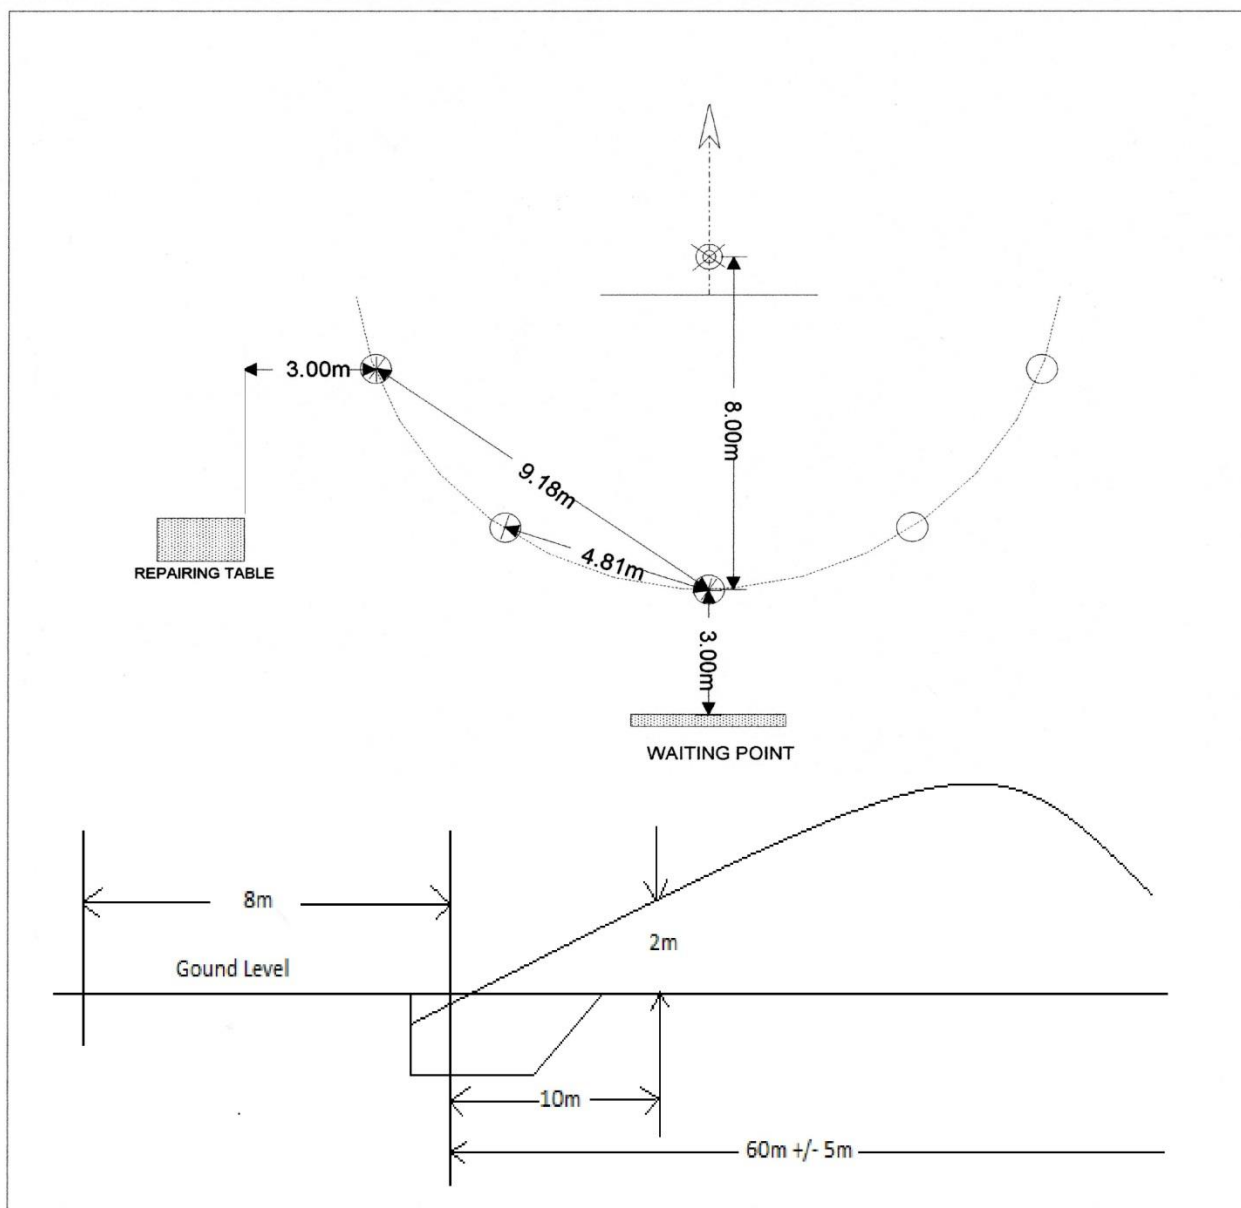 3.00m
8.00m
9.18m
4.81m
REPAIRING TABLE
3.00m
WAITING POINT
8m
2m
Gound Level
10m
60m +/- 5m